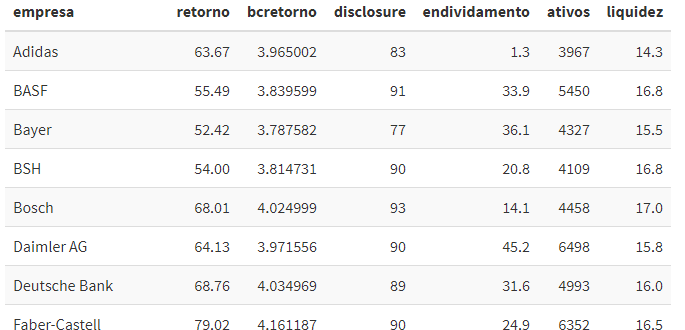 empresa retorno bcretorno disclosure endividamento ativos liquidez
Adidas 63.67 3.965002 83 1.3 3967 14.3
BASF 55.49 3.839599 91 33.9 5450 16.8
Bayer 52.42 3.787582 77 36.1 4327 15.5
BSH 54.00 3.814731 90 20.8 4109 16.8
Bosch 68.01 4.024999 93 14.1 4458 17.0
Daimler AG 64.13 3.971556 90 45.2 6498 15.8
Deutsche Bank 68.76 4.034969 89 31.6 4993 16.0
Faber-Castell 79.02 4.161187 90 24.9 6352 16.5